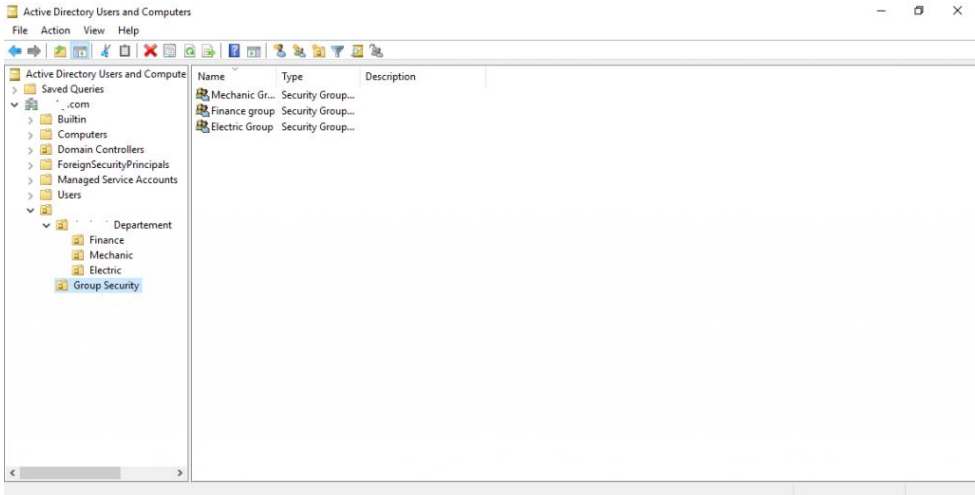 Active Directory Users and Computers
File Action View Help
Active Directory Users and Compute
Saved Queries
.com
Builtin
Computers
Domain Controllers
ForeignSecurityPrincipals
Managed Service Accounts
Users
Departement
Finance
Mechanic
Electric
Group Security
Name Type Description
Mechanic Gr... Security Group...
Finance group Security Group...
Electric Group Security Group...